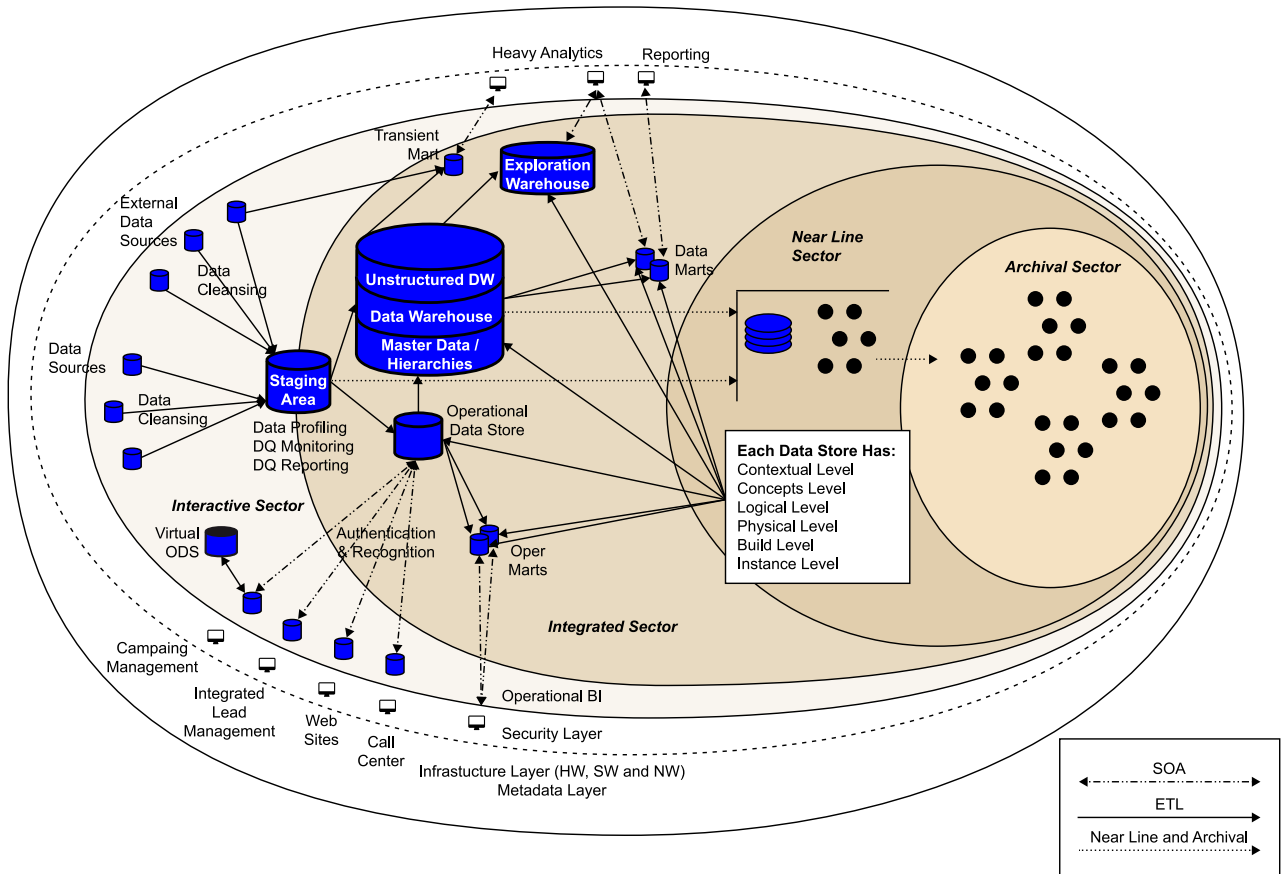 Heavy Analytics
Reporting
Transient
Mart
Exploration
Warehouse
External
Data
Sources
Data
Cleansing
Unstructured DW
Data Warehouse
Master Data /
Hierarchies
Data
Marts
Near Line
Sector
Archival Sector
Data
Sources
Data
Cleansing
Staging
Area
Data Profiling
DQ Monitoring
DQ Reporting
Operational
Data Store
Each Data Store Has:
Contextual Level
Concepts Level
Logical Level
Physical Level
Build Level
Instance Level
Interactive Sector
Virtual
ODS
Authentication
& Recognition
Oper
Marts
Integrated Sector
Campaing
Management
Integrated
Lead
Management
Web
Sites
Call
Center
Operational BI
Security Layer
Infrastucture Layer (HW, SW and NW)
Metadata Layer
SOA
ETL
Near Line and Archival